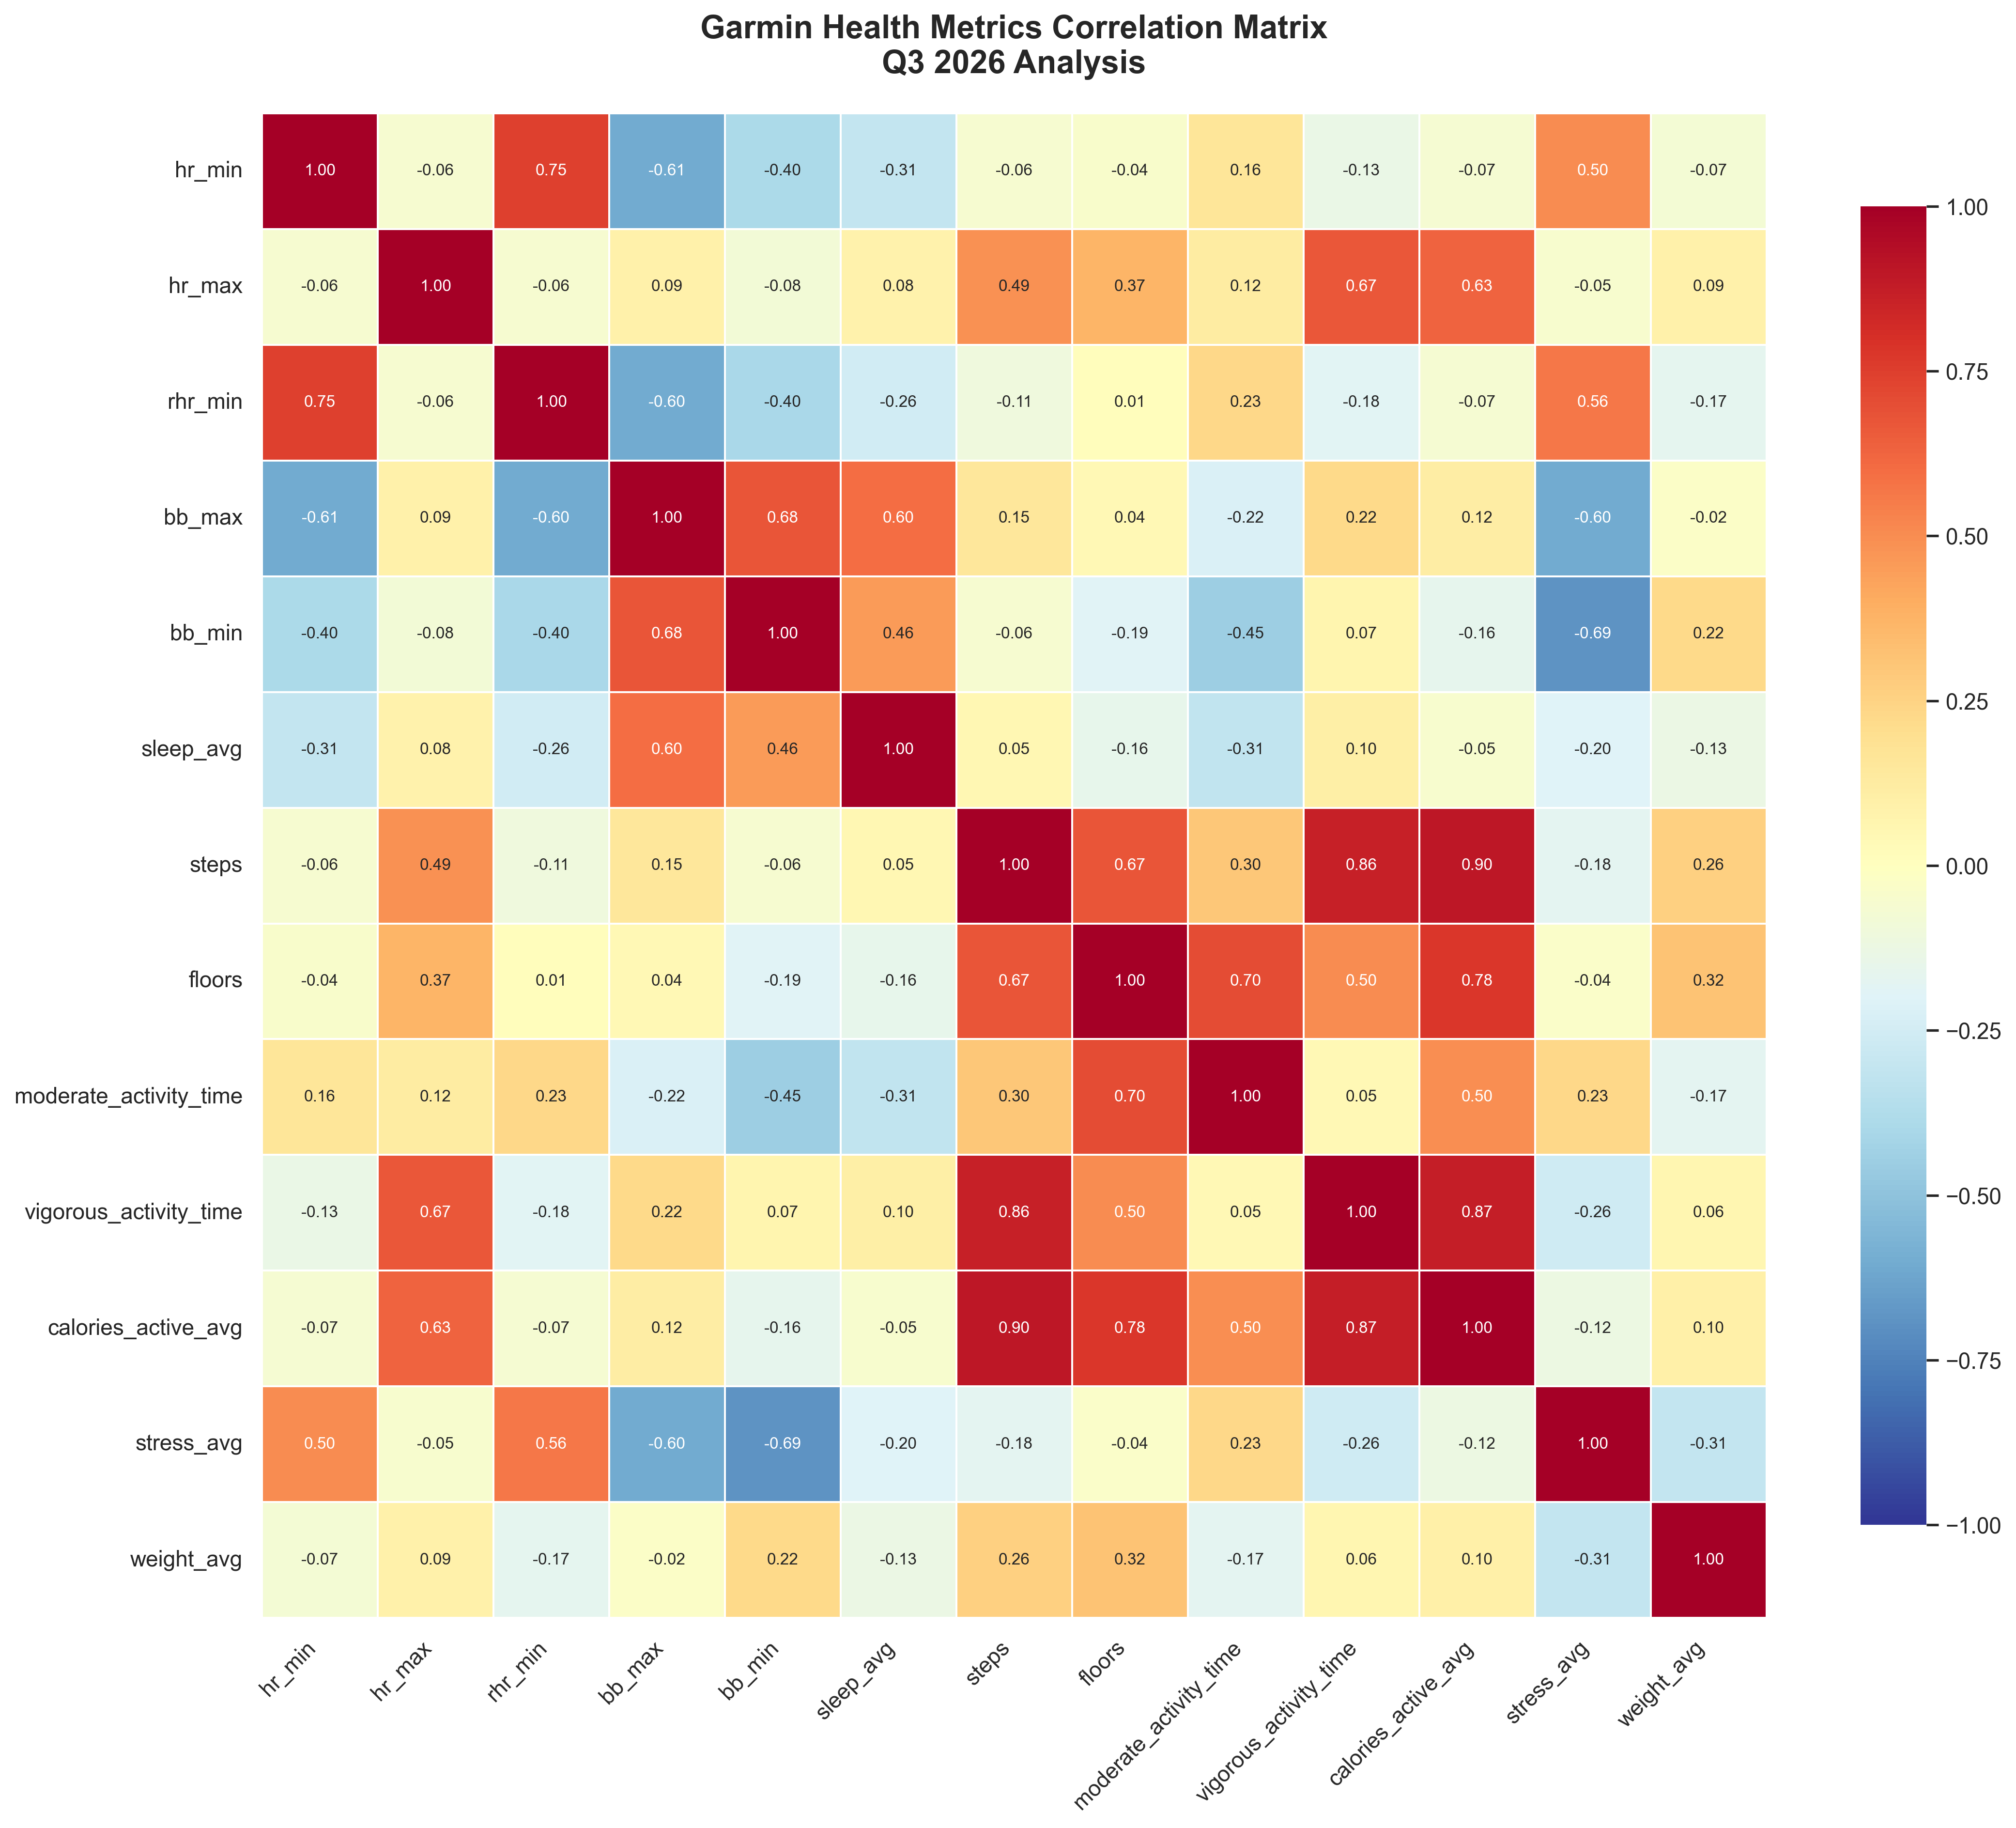 Garmin Health Metrics Correlation Matrix
Q3 2026 Analysis
hr_min 1.00 -0.06 0.75 -0.61 -0.40 -0.31 -0.06 -0.04 0.16 -0.13 -0.07 0.50 -0.07
hr_max -0.06 1.00 -0.06 0.09 -0.08 0.08 0.49 0.37 0.12 0.67 0.63 -0.05 0.09
rhr_min 0.75 -0.06 1.00 -0.60 -0.40 -0.26 -0.11 0.01 0.23 -0.18 -0.07 0.56 -0.17
bb_max -0.61 0.09 -0.60 1.00 0.68 0.60 0.15 0.04 -0.22 0.22 0.12 -0.60 -0.02
bb_min -0.40 -0.08 -0.40 0.68 1.00 0.46 -0.06 -0.19 -0.45 0.07 -0.16 -0.69 0.22
sleep_avg -0.31 0.08 -0.26 0.60 0.46 1.00 0.05 -0.16 -0.31 0.10 -0.05 -0.20 -0.13
steps -0.06 0.49 -0.11 0.15 -0.06 0.05 1.00 0.67 0.30 0.86 0.90 -0.18 0.26
floors -0.04 0.37 0.01 0.04 -0.19 -0.16 0.67 1.00 0.70 0.50 0.78 -0.04 0.32
moderate_activity_time 0.16 0.12 0.23 -0.22 -0.45 -0.31 0.30 0.70 1.00 0.05 0.50 0.23 -0.17
vigorous_activity_time -0.13 0.67 -0.18 0.22 0.07 0.10 0.86 0.50 0.05 1.00 0.87 -0.26 0.06
calories_active_avg -0.07 0.63 -0.07 0.12 -0.16 -0.05 0.90 0.78 0.50 0.87 1.00 -0.12 0.10
stress_avg 0.50 -0.05 0.56 -0.60 -0.69 -0.20 -0.18 -0.04 0.23 -0.26 -0.12 1.00 -0.31
weight_avg -0.07 0.09 -0.17 -0.02 0.22 -0.13 0.26 0.32 -0.17 0.06 0.10 -0.31 1.00
hr_min hr_max rhr_min bb_max bb_min sleep_avg steps floors moderate_activity_time vigorous_activity_time calories_active_avg stress_avg weight_avg
1.00
0.75
0.50
0.25
0.00
−0.25
−0.50
−0.75
−1.00